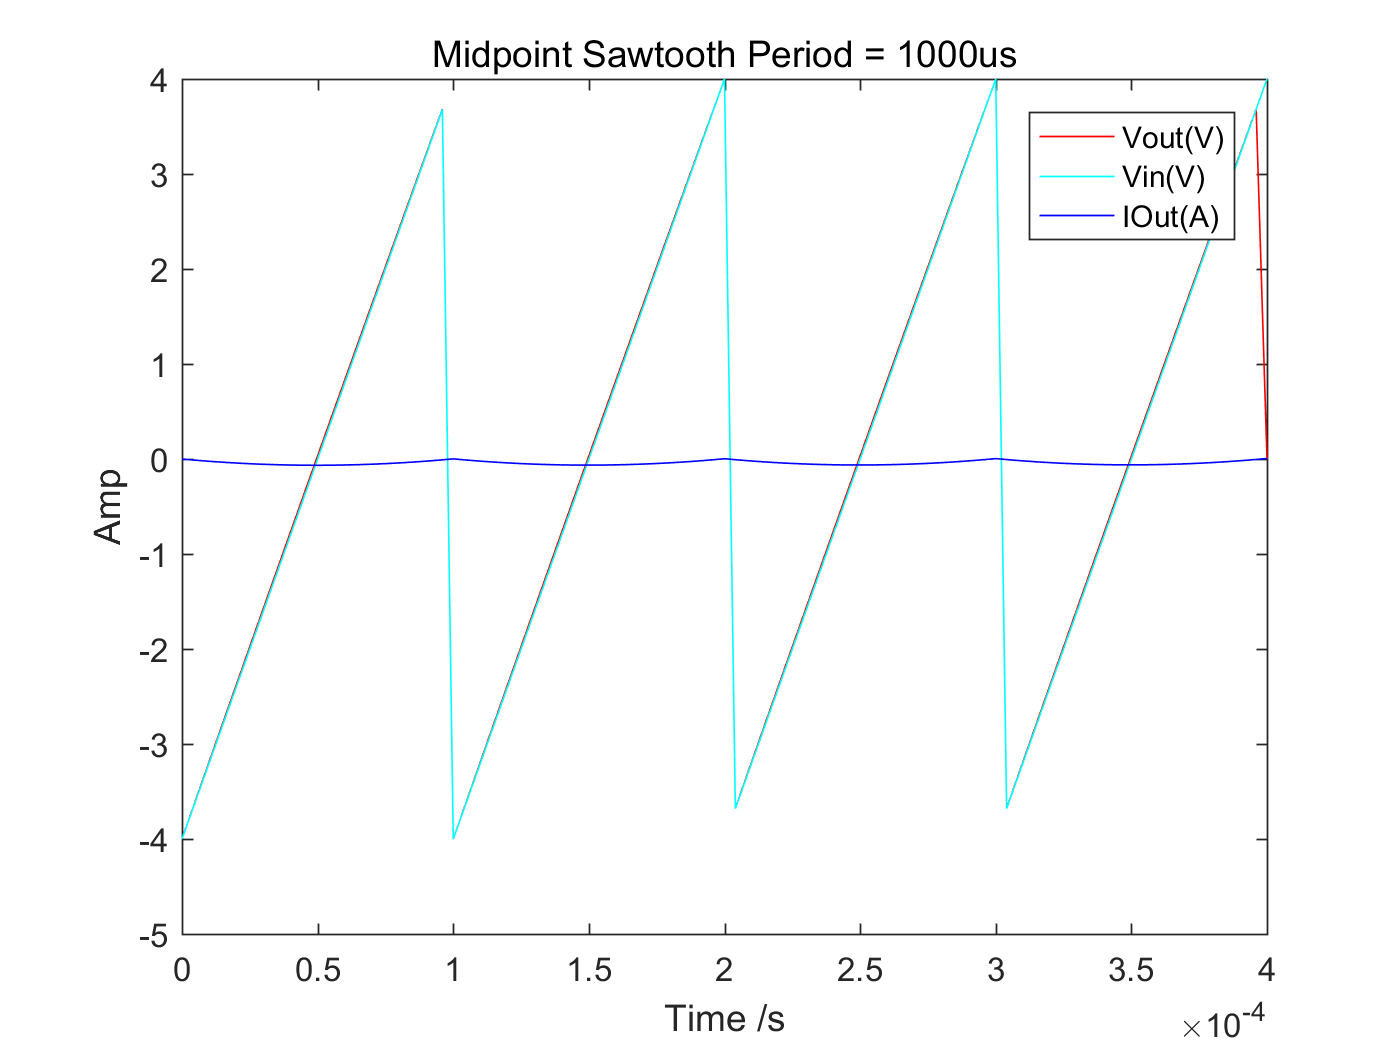 Midpoint Sawtooth Period = 1000us
4
3
2
1
0
-1
-2
-3
-4
-5
Amp
Vout(V)
Vin(V)
IOut(A)
0 0.5 1 1.5 2 2.5 3 3.5 4
Time /s
×10-4